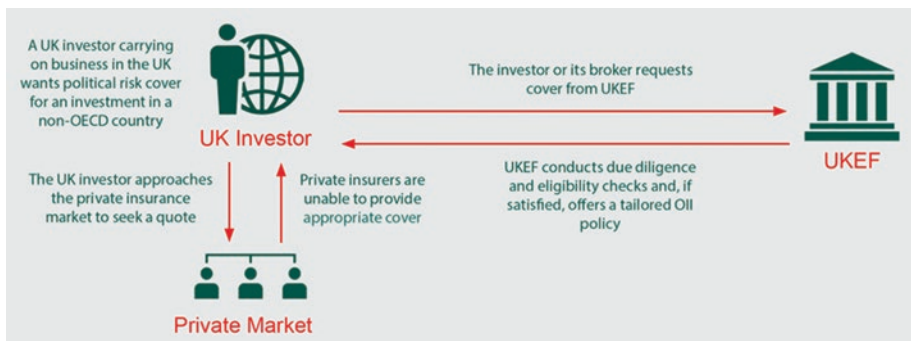 A UK investor carrying
on business in the UK
wants political risk cover
for an investment in a
non-OECD country
UK Investor
The investor or its broker requests
cover from UKEF
UKEF
UKEF conducts due diligence
and eligibility checks and, if
satisfied, offers a tailored OII
policy
The UK investor approaches
the private insurance
market to seek a quote
Private insurers are
unable to provide
appropriate cover
Private Market